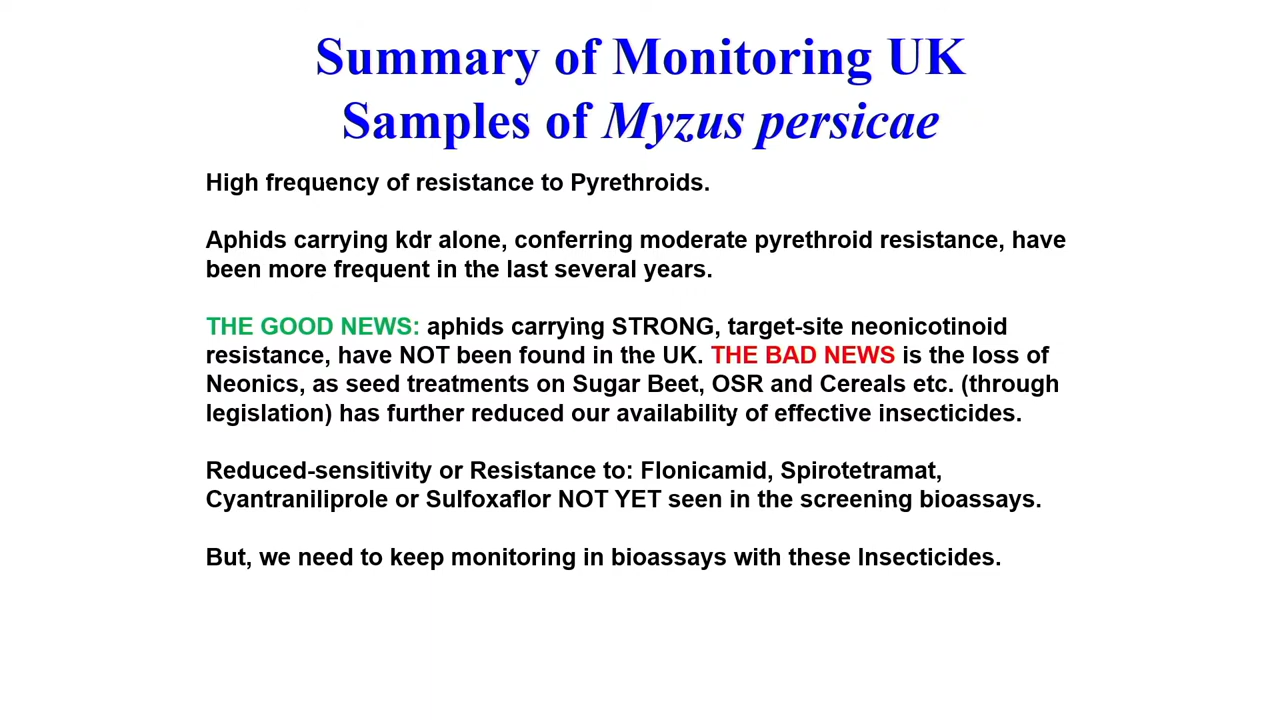 Summary of Monitoring UK
Samples of Myzus persicae
High frequency of resistance to Pyrethroids.
Aphids carrying kdr alone, conferring moderate pyrethroid resistance, have
been more frequent in the last several years.
THE GOOD NEWS: aphids carrying STRONG, target-site neonicotinoid
resistance, have NOT been found in the UK. THE BAD NEWS is the loss of
Neonics, as seed treatments on Sugar Beet, OSR and Cereals etc. (through
legislation) has further reduced our availability of effective insecticides.
Reduced-sensitivity or Resistance to: Flonicamid, Spirotetramat,
Cyantraniliprole or Sulfoxaflor NOT YET seen in the screening bioassays.
But, we need to keep monitoring in bioassays with these Insecticides.